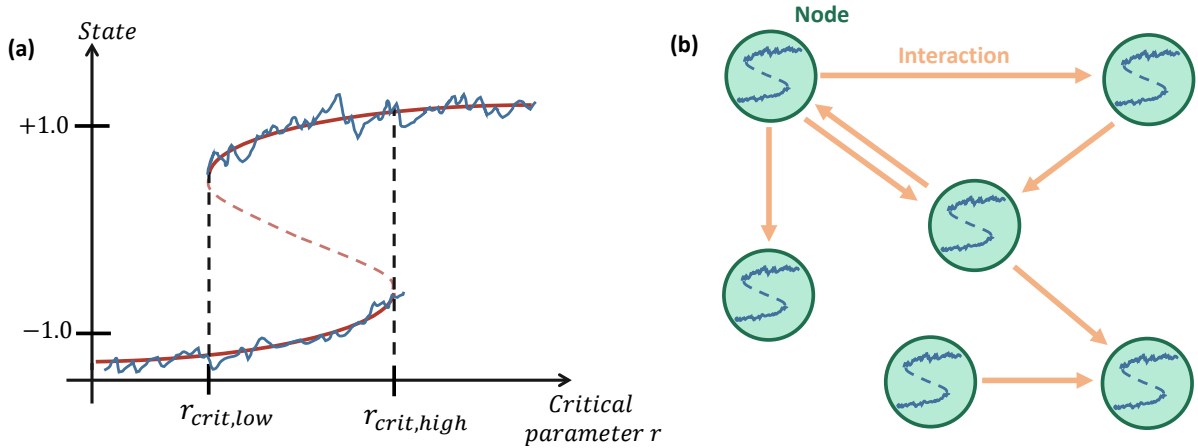 (a)
State
+1.0
−1.0
r_crit,low
r_crit,high
Critical
parameter r
(b)
Node
Interaction